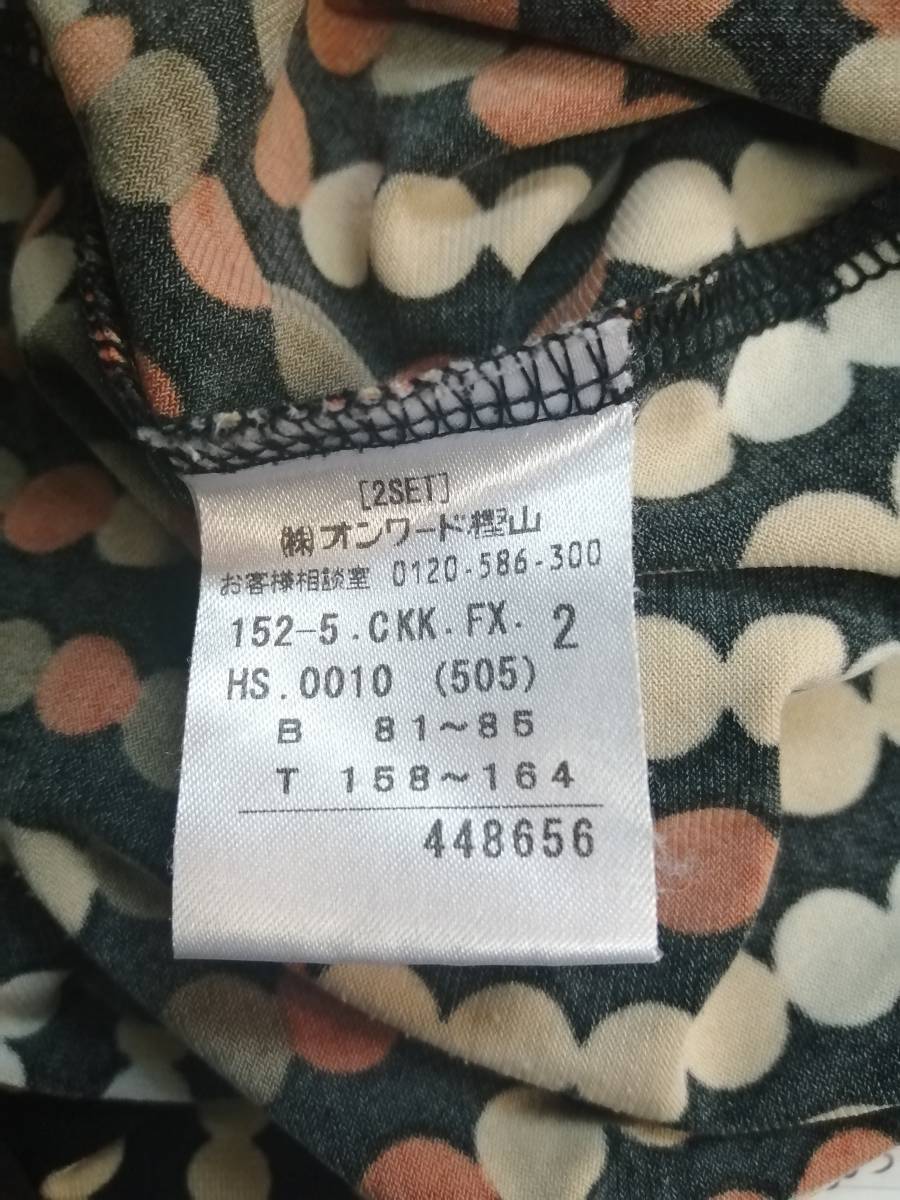 [2SET]
㈱オンワード樫山
お客様相談室 0120-586-300
152-5.CKK.FX. 2
HS.0010 (505)
B 81~85
T 158~164
448656